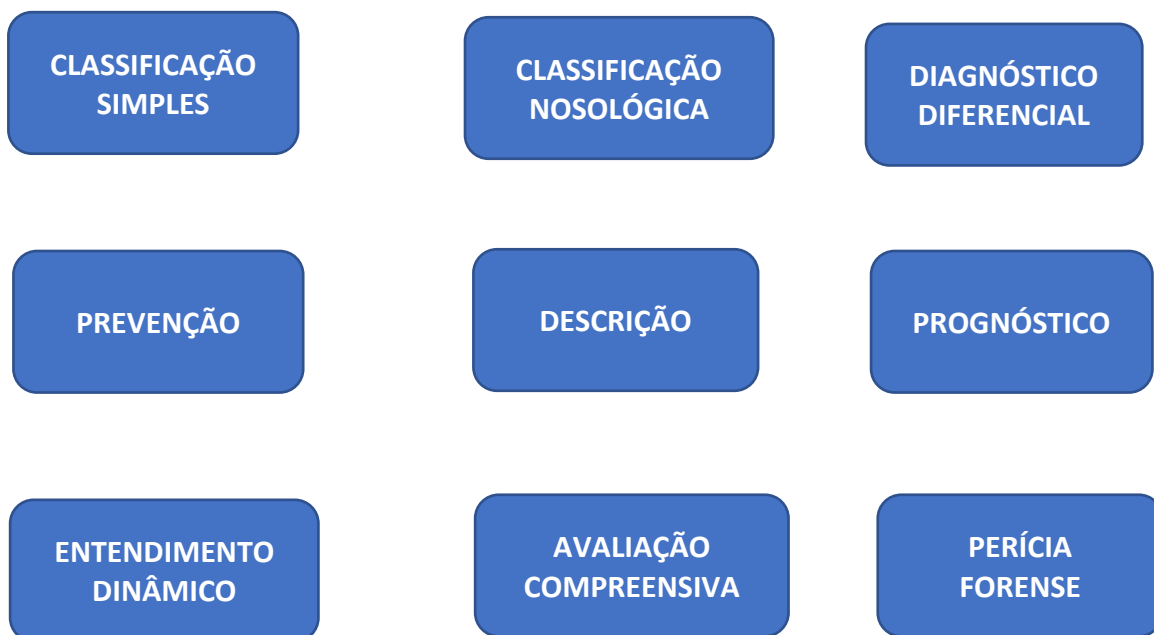 CLASSIFICAÇÃO
SIMPLES
CLASSIFICAÇÃO
NOSOLÓGICA
DIAGNÓSTICO
DIFERENCIAL
PREVENÇÃO
DESCRIÇÃO
PROGNÓSTICO
ENTENDIMENTO
DINÂMICO
AVALIAÇÃO
COMPREENSIVA
PERÍCIA
FORENSE